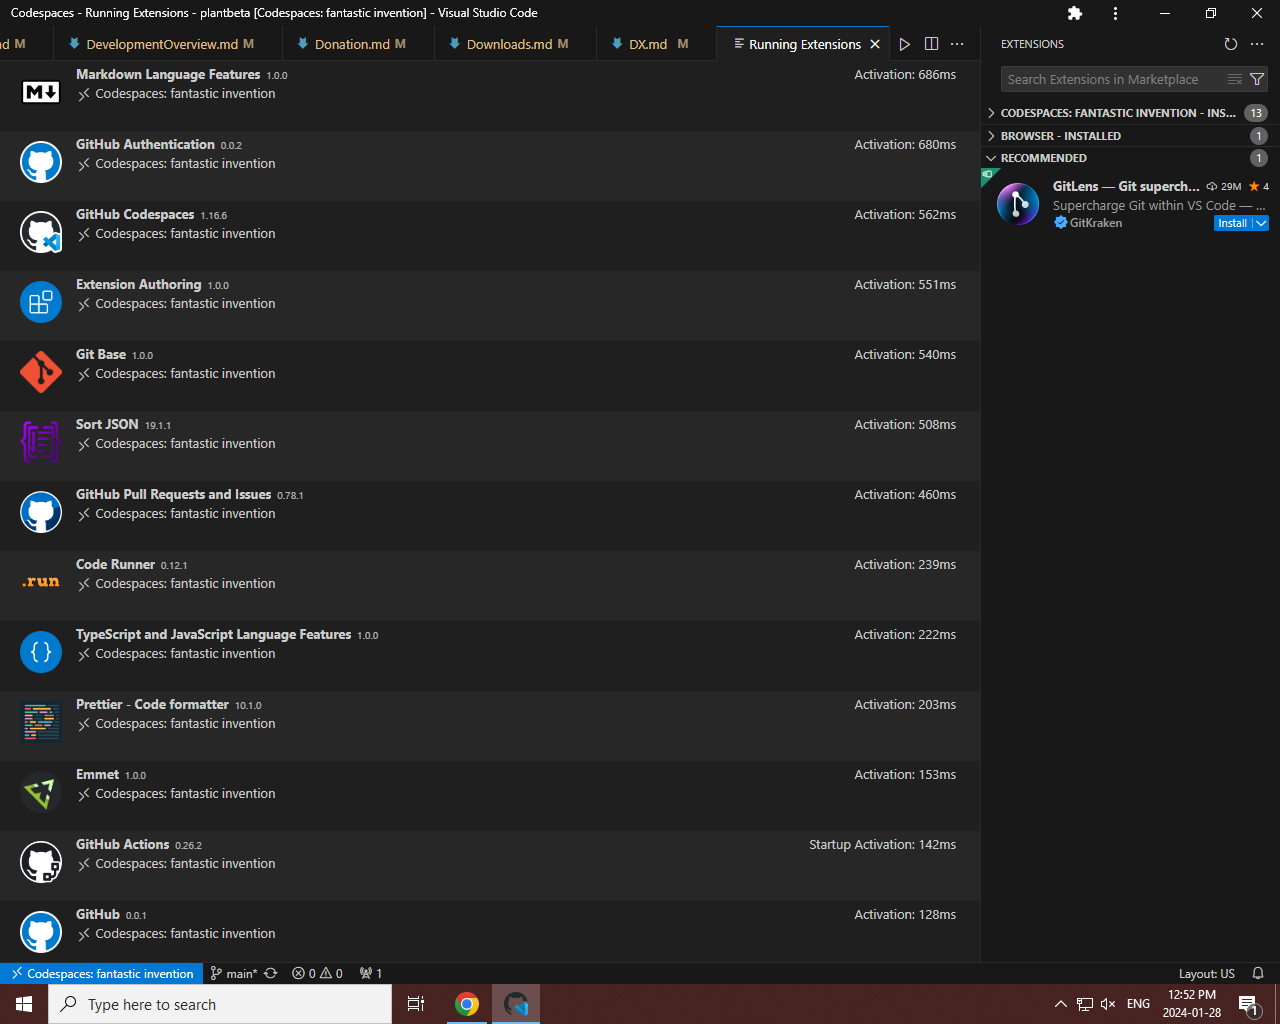 Codespaces - Running Extensions - plantbeta [Codespaces: fantastic invention] - Visual Studio Code
nd M
DevelopmentOverview.md M
Donation.md M
Downloads.md M
DX.md M
Running Extensions
Markdown Language Features 1.0.0
Activation: 686ms
Codespaces: fantastic invention
GitHub Authentication 0.0.2
Activation: 680ms
Codespaces: fantastic invention
GitHub Codespaces 1.16.6
Activation: 562ms
Codespaces: fantastic invention
Extension Authoring 1.0.0
Activation: 551ms
Codespaces: fantastic invention
Git Base 1.0.0
Activation: 540ms
Codespaces: fantastic invention
Sort JSON 19.1.1
Activation: 508ms
Codespaces: fantastic invention
GitHub Pull Requests and Issues 0.78.1
Activation: 460ms
Codespaces: fantastic invention
.run
Code Runner 0.12.1
Activation: 239ms
Codespaces: fantastic invention
TypeScript and JavaScript Language Features 1.0.0
Activation: 222ms
Codespaces: fantastic invention
Prettier - Code formatter 10.1.0
Activation: 203ms
Codespaces: fantastic invention
Emmet 1.0.0
Activation: 153ms
Codespaces: fantastic invention
GitHub Actions 0.26.2
Startup Activation: 142ms
Codespaces: fantastic invention
GitHub 0.0.1
Activation: 128ms
Codespaces: fantastic invention
EXTENSIONS
Search Extensions in Marketplace
CODESPACES: FANTASTIC INVENTION - INS... 13
BROWSER - INSTALLED 1
RECOMMENDED 1
GitLens — Git superch... 29M 4
Supercharge Git within VS Code — ...
GitKraken
Install
Codespaces: fantastic invention
main*
0 0
1
Layout: US
Type here to search
ENG
12:52 PM
2024-01-28
1